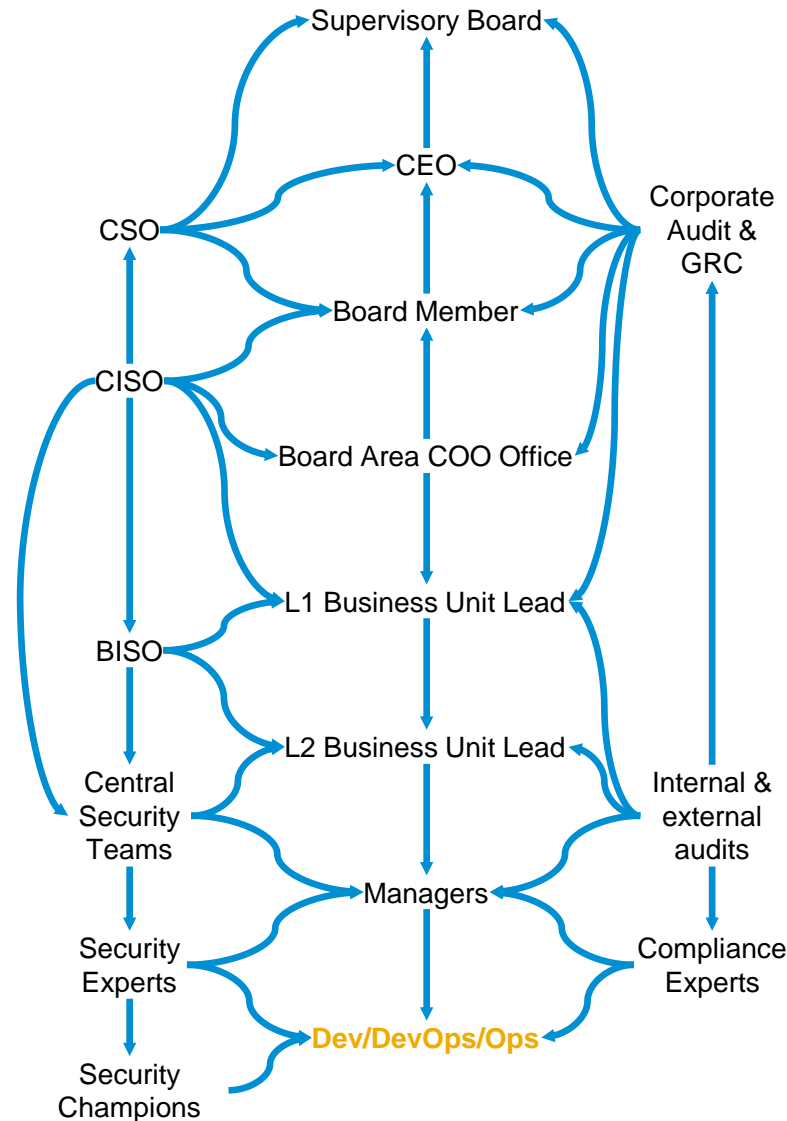 Supervisory Board
CEO
CSO
Corporate
Audit &
GRC
Board Member
CISO
Board Area COO Office
L1 Business Unit Lead
BISO
L2 Business Unit Lead
Central
Security
Teams
Internal &
external
audits
Managers
Security
Experts
Compliance
Experts
Dev/DevOps/Ops
Security
Champions